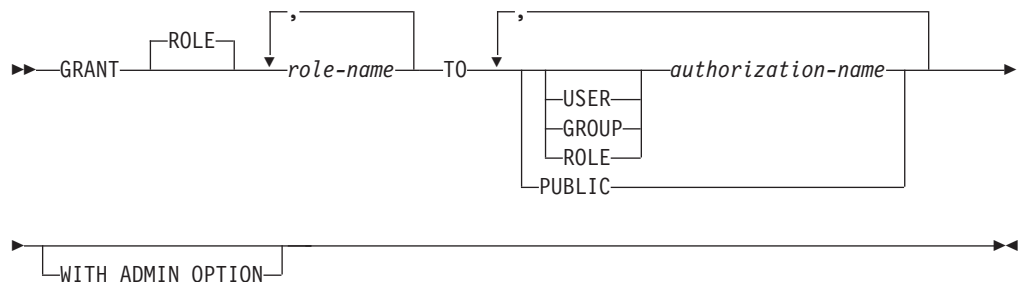 , ,
ROLE
GRANT role-name TO authorization-name
USER
GROUP
ROLE
PUBLIC
WITH ADMIN OPTION